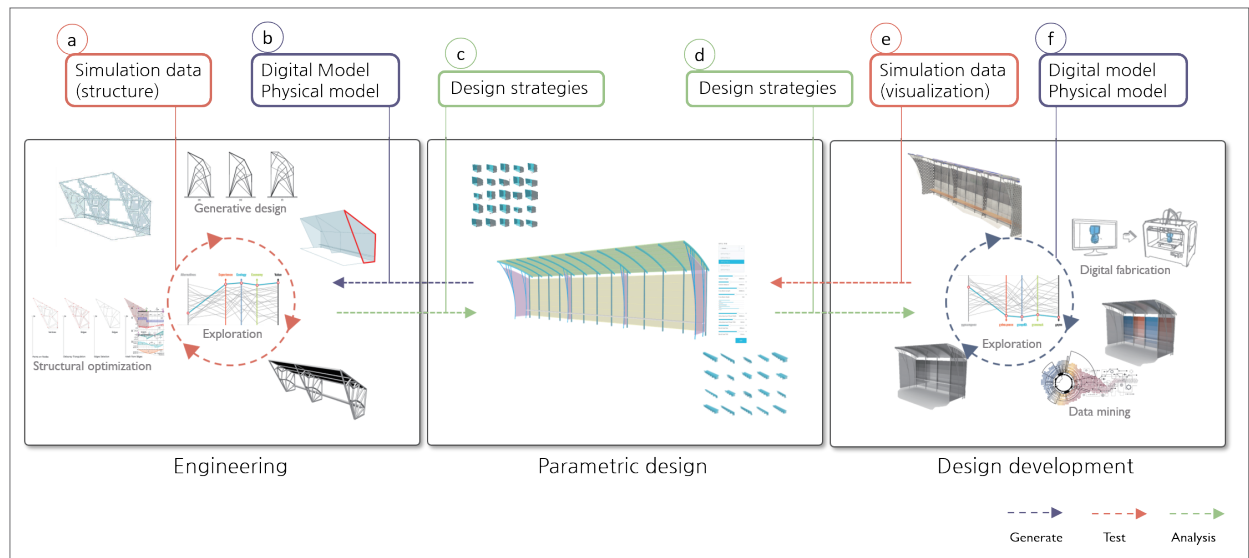 a
b
c
d
e
f
Simulation data
(structure)
Digital Model
Physical model
Design strategies
Design strategies
Simulation data
(visualization)
Digital model
Physical model
Generative design
Exploration
Structural optimization
Digital fabrication
Exploration
Data mining
Engineering
Parametric design
Design development
Generate
Test
Analysis